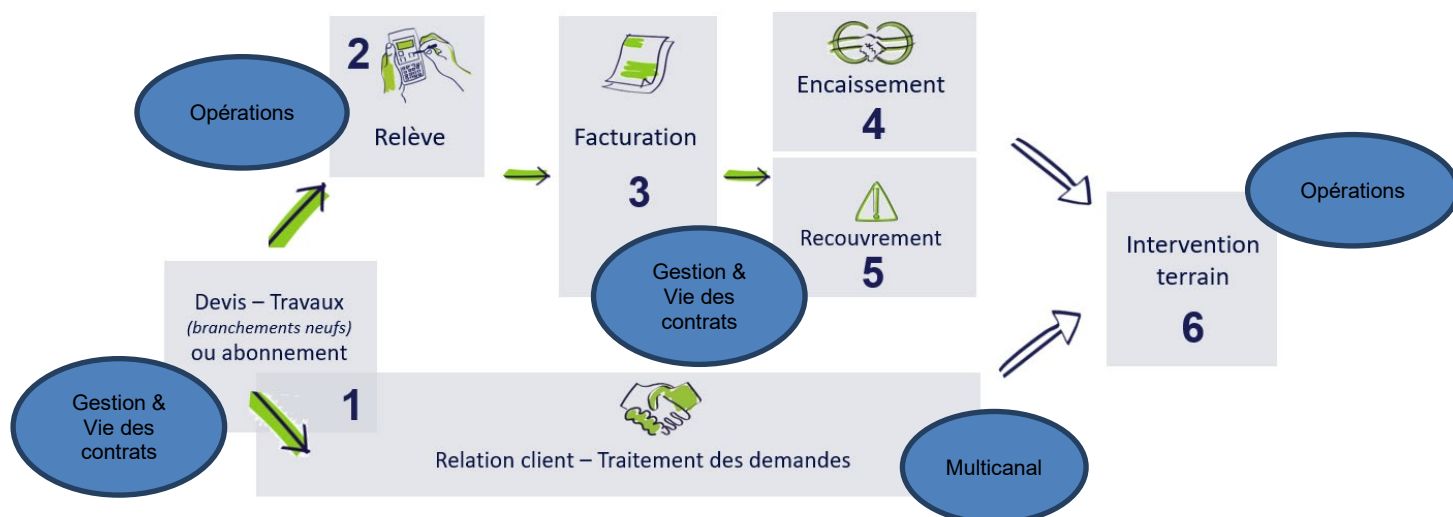 2
Opérations
Relève
Facturation
3
Encaissement
4
Recouvrement
5
Gestion &
Vie des
contrats
Opérations
Intervention
terrain
6
Devis – Travaux
(branchements neufs)
ou abonnement
1
Gestion &
Vie des
contrats
Relation client – Traitement des demandes
Multicanal